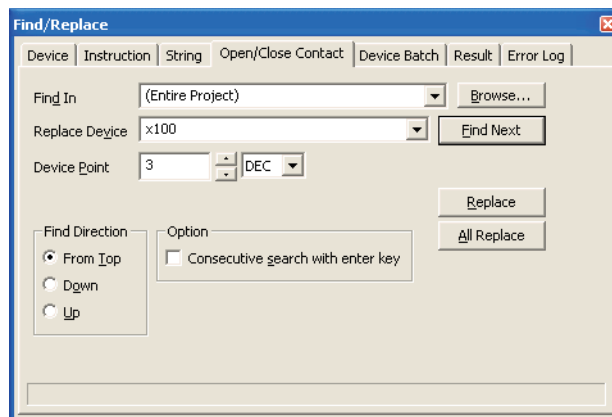 Find/Replace
Device Instruction String Open/Close Contact Device Batch Result Error Log
Find In (Entire Project) Browse...
Replace Device x100 Find Next
Device Point 3 DEC
Replace
All Replace
Find Direction Option
From Top Consecutive search with enter key
Down
Up